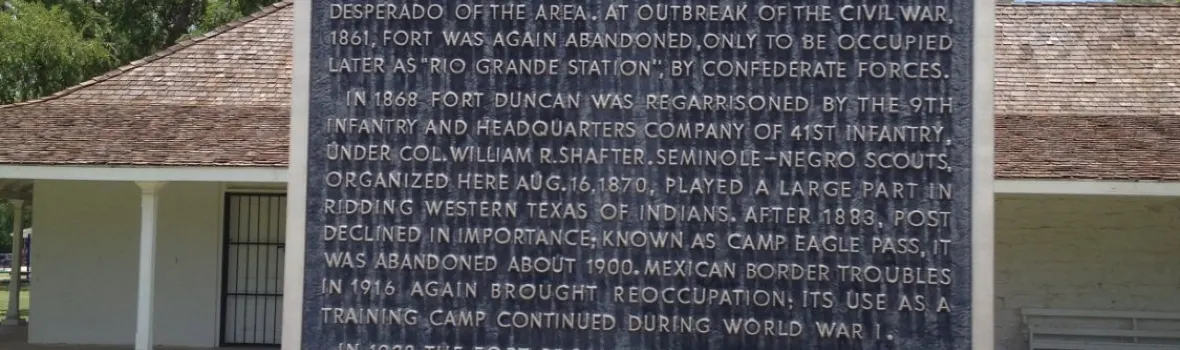 DESPERADO OF THE AREA. AT OUTBREAK OF THE CIVIL WAR,
1861, FORT WAS AGAIN ABANDONED, ONLY TO BE OCCUPIED
LATER AS "RIO GRANDE STATION", BY CONFEDERATE FORCES.
IN 1868 FORT DUNCAN WAS REGARRISONED BY THE 9TH
INFANTRY AND HEADQUARTERS COMPANY OF 41ST INFANTRY,
UNDER COL. WILLIAM R. SHAFTER. SEMINOLE-NEGRO SCOUTS,
ORGANIZED HERE AUG. 16, 1870, PLAYED A LARGE PART IN
RIDDING WESTERN TEXAS OF INDIANS. AFTER 1883, POST
DECLINED IN IMPORTANCE; KNOWN AS CAMP EAGLE PASS, IT
WAS ABANDONED ABOUT 1900. MEXICAN BORDER TROUBLES
IN 1916 AGAIN BROUGHT REOCCUPATION; ITS USE AS A
TRAINING CAMP CONTINUED DURING WORLD WAR I.
THE FORT